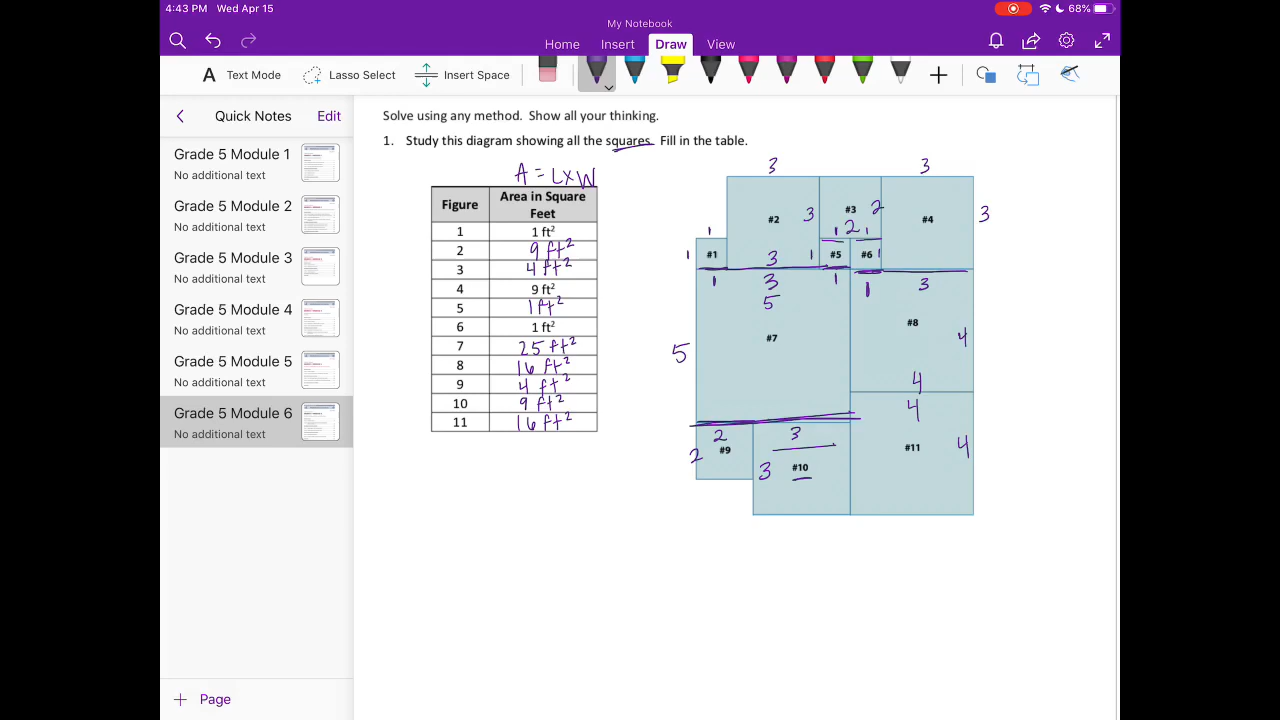 4:43 PM Wed Apr 15
68%
My Notebook
Home Insert Draw View
A Text Mode Lasso Select Insert Space
Quick Notes Edit
Grade 5 Module 1
No additional text
Grade 5 Module 2
No additional text
Grade 5 Module 3
No additional text
Grade 5 Module 4
No additional text
Grade 5 Module 5
No additional text
Grade 5 Module 6
No additional text
+ Page
Solve using any method. Show all your thinking.
1. Study this diagram showing all the squares. Fill in the table.
A = L x W
Figure Area in Square Feet
1 1 ft²
2 9 ft²
3 4 ft²
4 9 ft²
5 1 ft²
6 1 ft²
7 25 ft²
8 16 ft²
9 4 ft²
10 9 ft²
11 16 ft²
3 3
#2 3 #3 2 #4 3
1 1 2 1
1 #1 3 1 #5 #6 1
1 3 1 1 3
5
5 #7 #8 4
4
4
2 3
2 #9 #11 4
3 #10